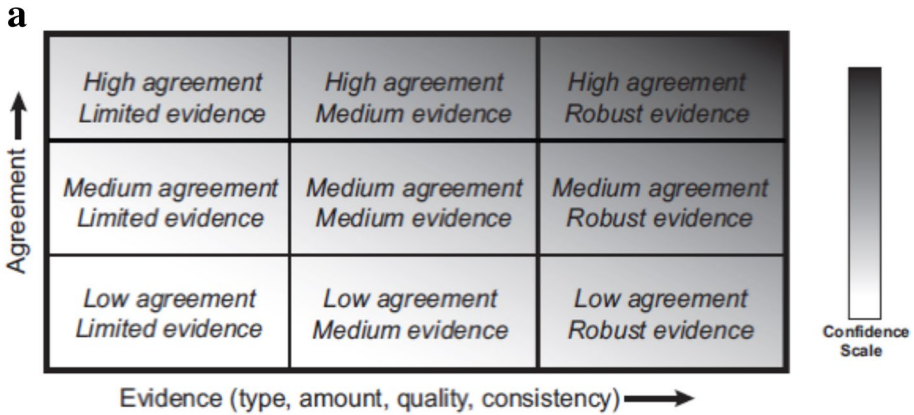 a
High agreement
Limited evidence
High agreement
Medium evidence
High agreement
Robust evidence
Medium agreement
Limited evidence
Medium agreement
Medium evidence
Medium agreement
Robust evidence
Low agreement
Limited evidence
Low agreement
Medium evidence
Low agreement
Robust evidence
Agreement
Evidence (type, amount, quality, consistency)
Confidence
Scale